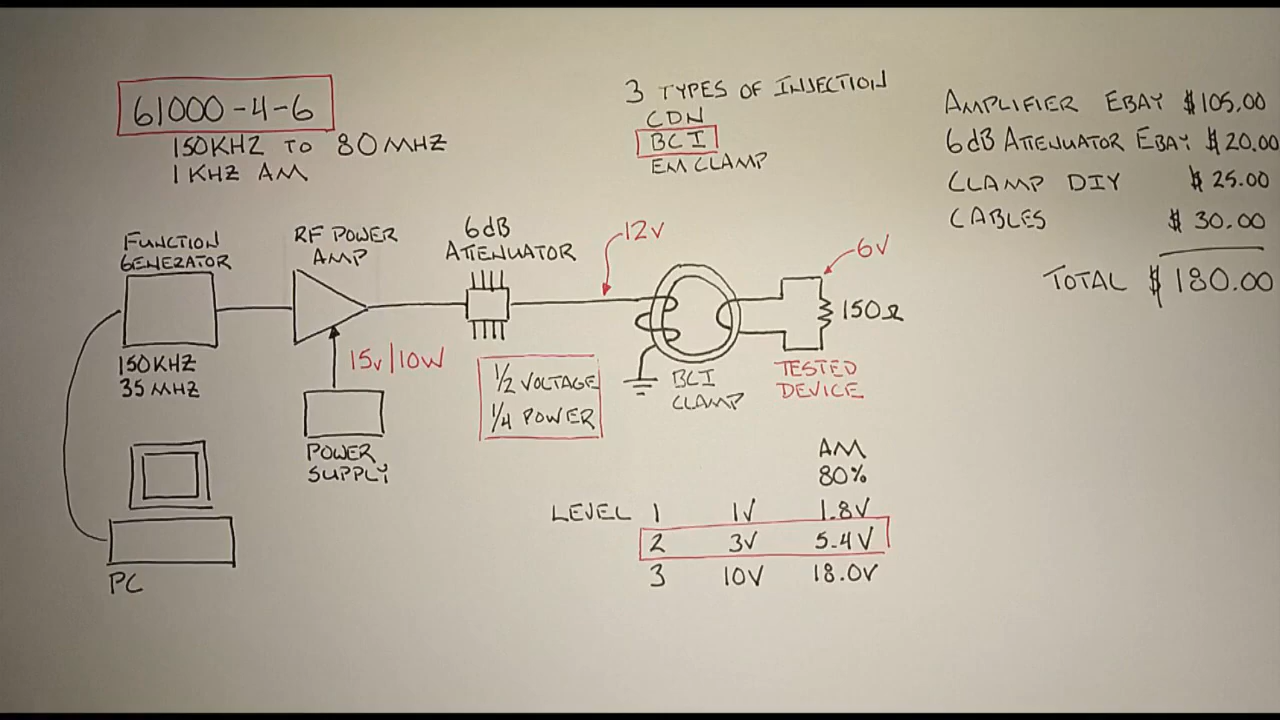 61000-4-6
150KHZ TO 80MHZ
1KHZ AM
3 TYPES OF INJECTION
CDN
BCI
EM CLAMP
AMPLIFIER EBAY $105.00
6dB ATTENUATOR EBAY $20.00
CLAMP DIY $25.00
CABLES $30.00
TOTAL $180.00
FUNCTION
GENERATOR
150KHZ
35MHZ
RF POWER
AMP
15V/10W
POWER
SUPPLY
6dB
ATTENUATOR
1/2 VOLTAGE
1/4 POWER
12V
BCI
CLAMP
6V
150Ω
TESTED
DEVICE
PC
AM
80%
LEVEL 1 1V 1.8V
2 3V 5.4V
3 10V 18.0V